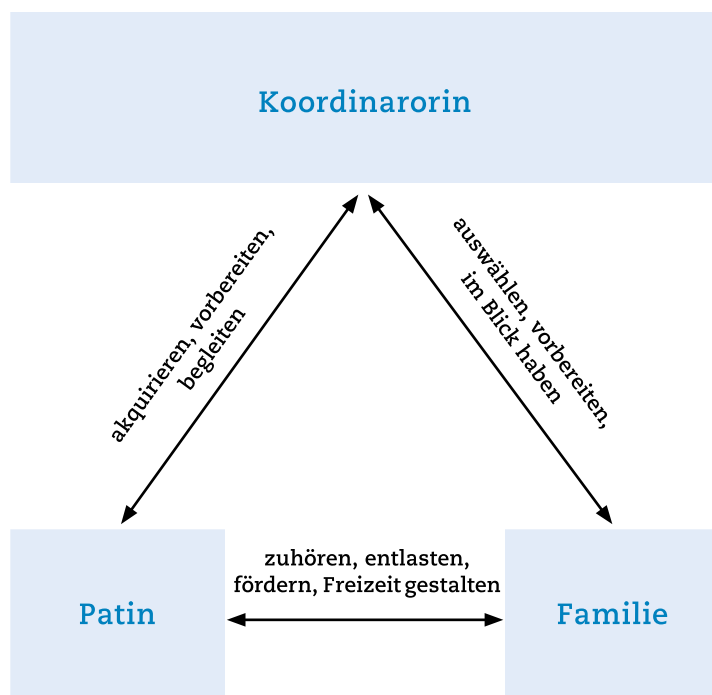 Koordinarorin
akquirieren, vorbereiten,
begleiten
auswählen, vorbereiten,
im Blick haben
zuhören, entlasten,
fördern, Freizeit gestalten
Patin
Familie